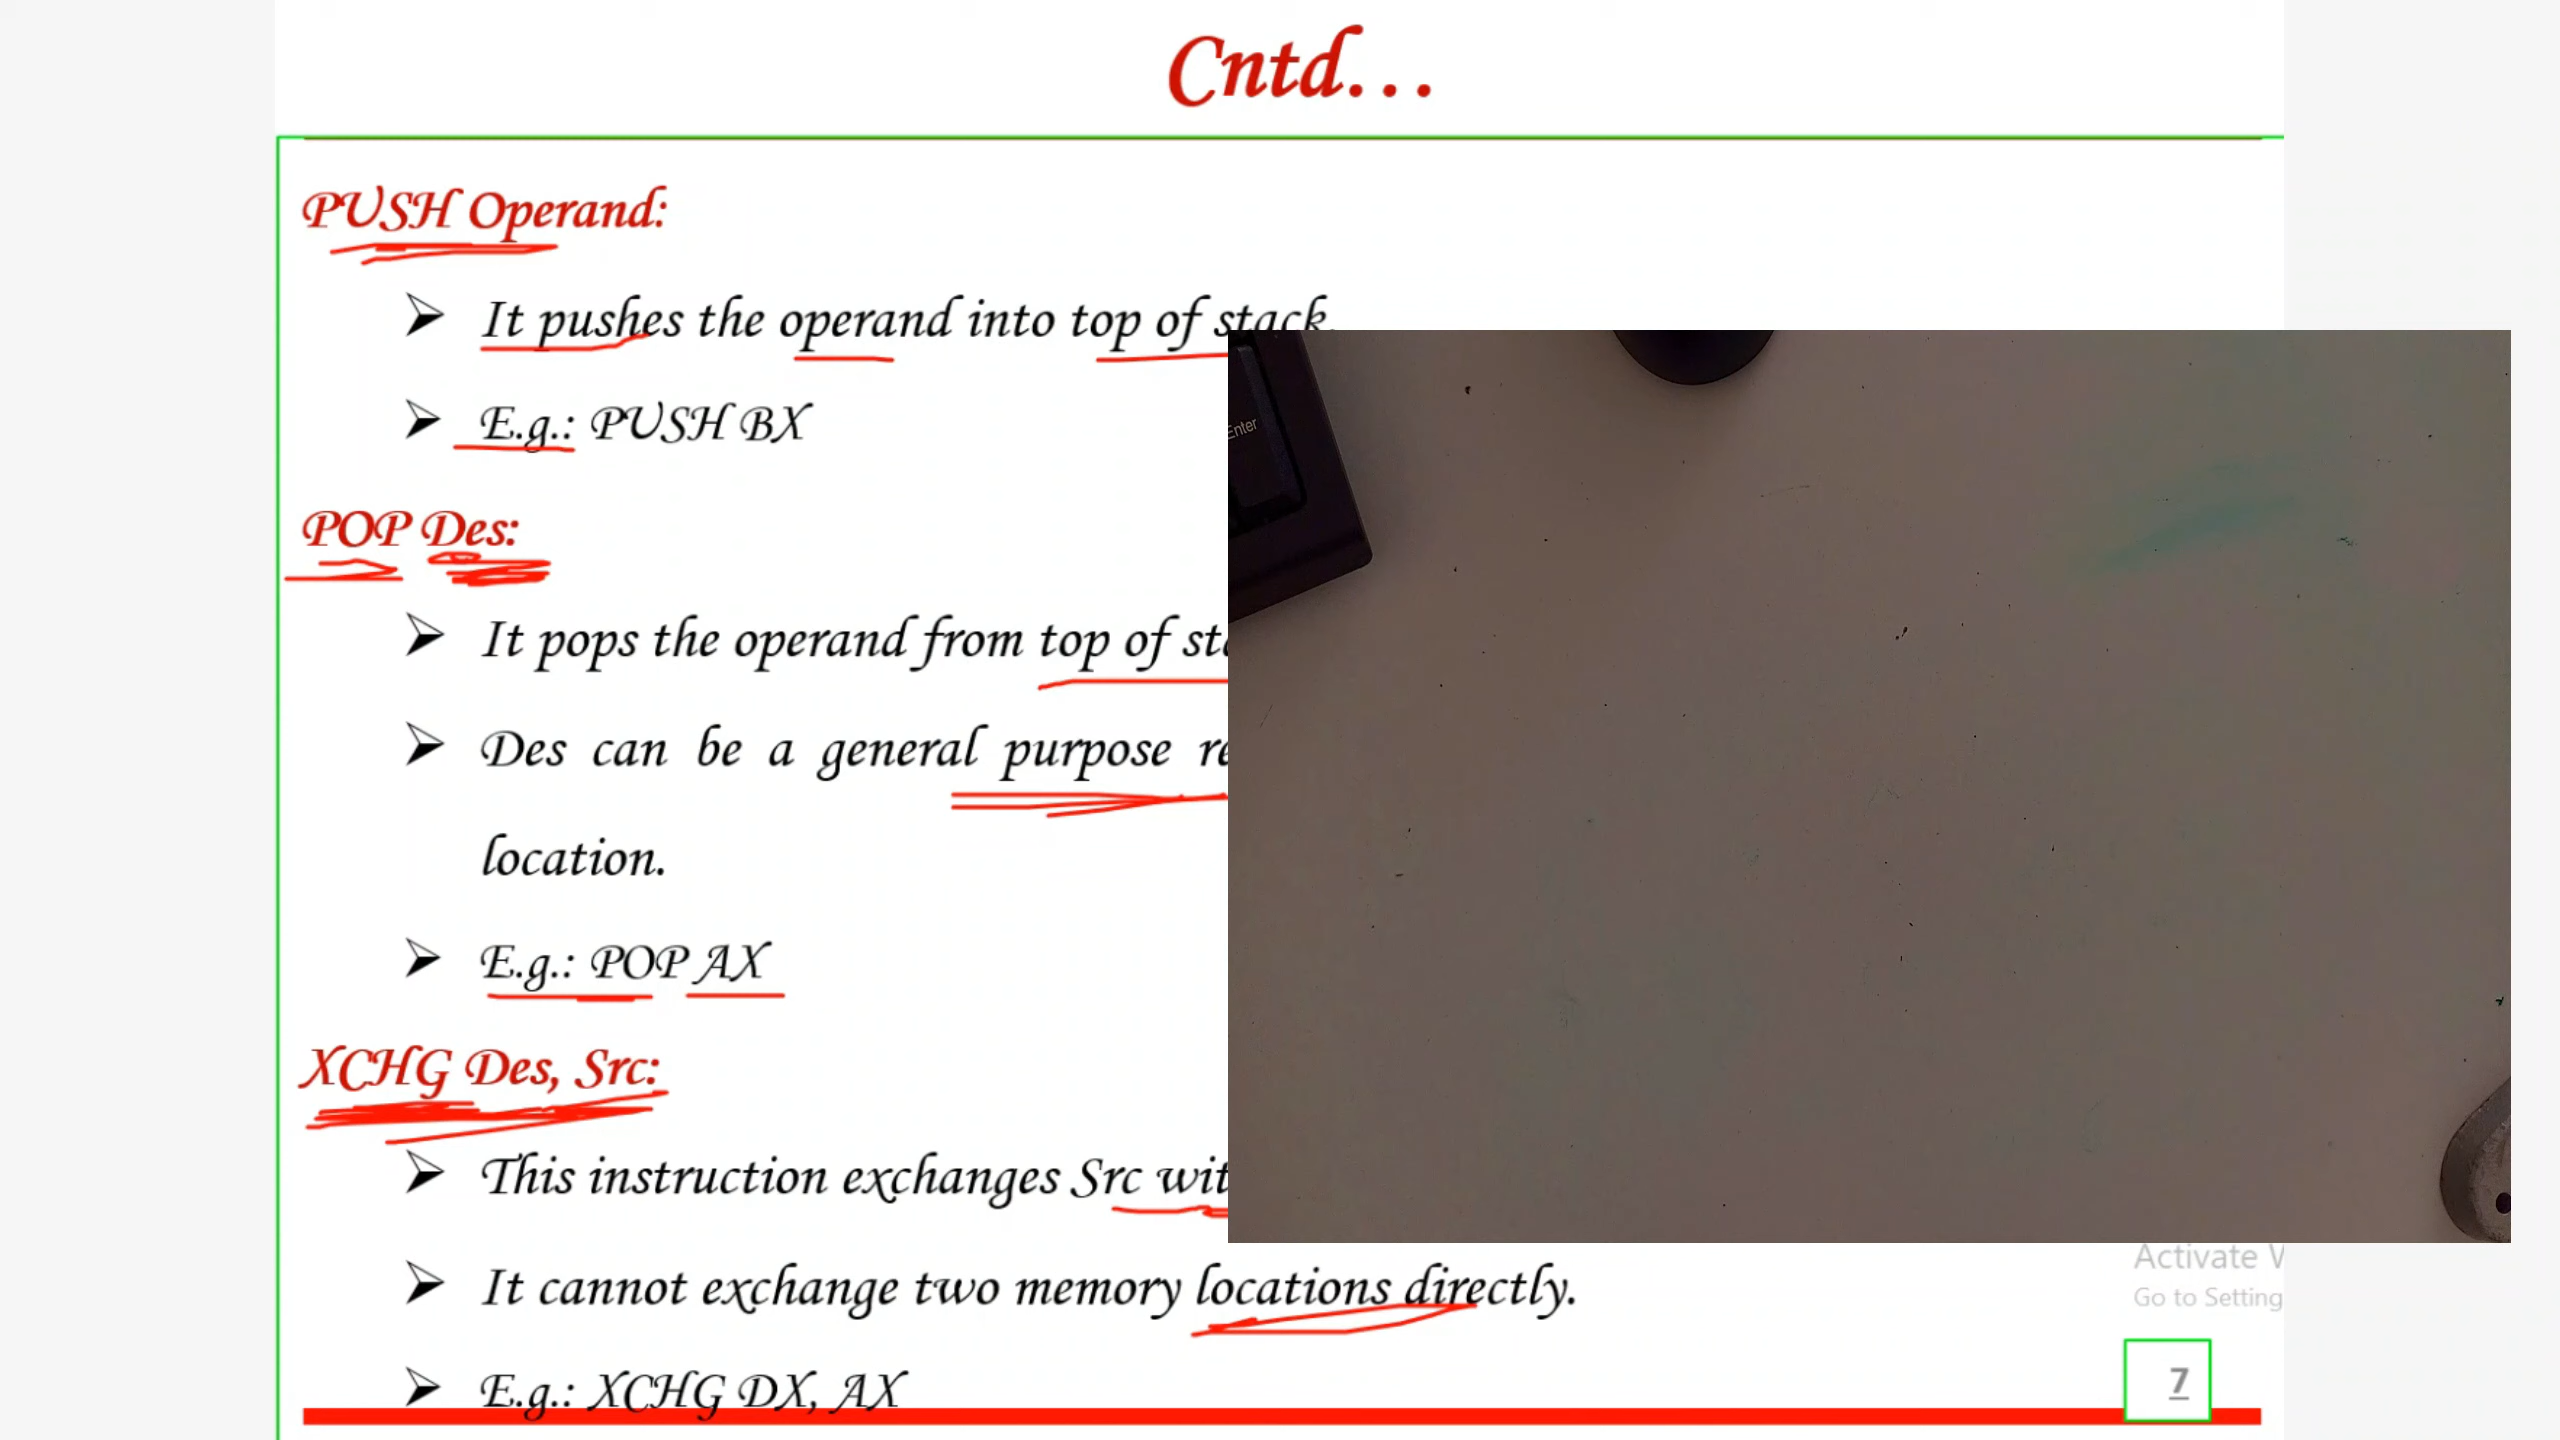 Cntd...
PUSH Operand:
It pushes the operand into top of stack.
E.g.: PUSH BX
POP Des:
It pops the operand from top of
Des can be a general purpose
location.
E.g.: POP AX
XCHG Des, Src:
This instruction exchanges Src
It cannot exchange two memory locations directly.
E.g.: XCHG DX, AX
Enter
Activate
Go to Setting
7